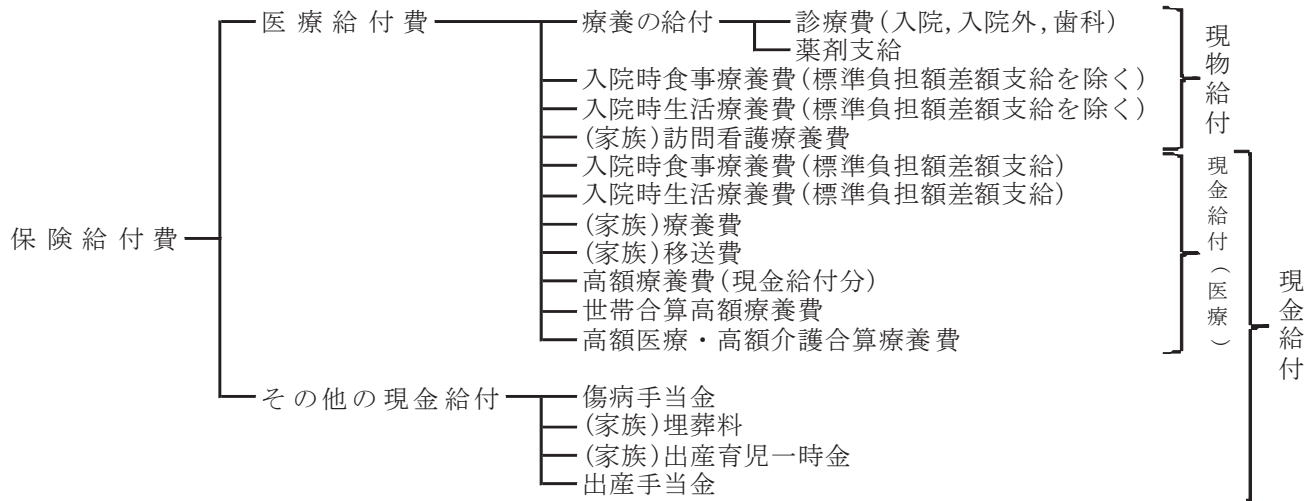 医療給付費 療養の給付 診療費(入院,入院外,歯科)
薬剤支給
入院時食事療養費(標準負担額差額支給を除く)
入院時生活療養費(標準負担額差額支給を除く)
(家族)訪問看護療養費
現物給付
入院時食事療養費(標準負担額差額支給)
入院時生活療養費(標準負担額差額支給)
保険給付費
(家族)療養費
(家族)移送費
高額療養費(現金給付分)
世帯合算高額療養費
高額医療・高額介護合算療養費
現金給付(医療)
現金給付
その他の現金給付 傷病手当金
(家族)埋葬料
(家族)出産育児一時金
出産手当金